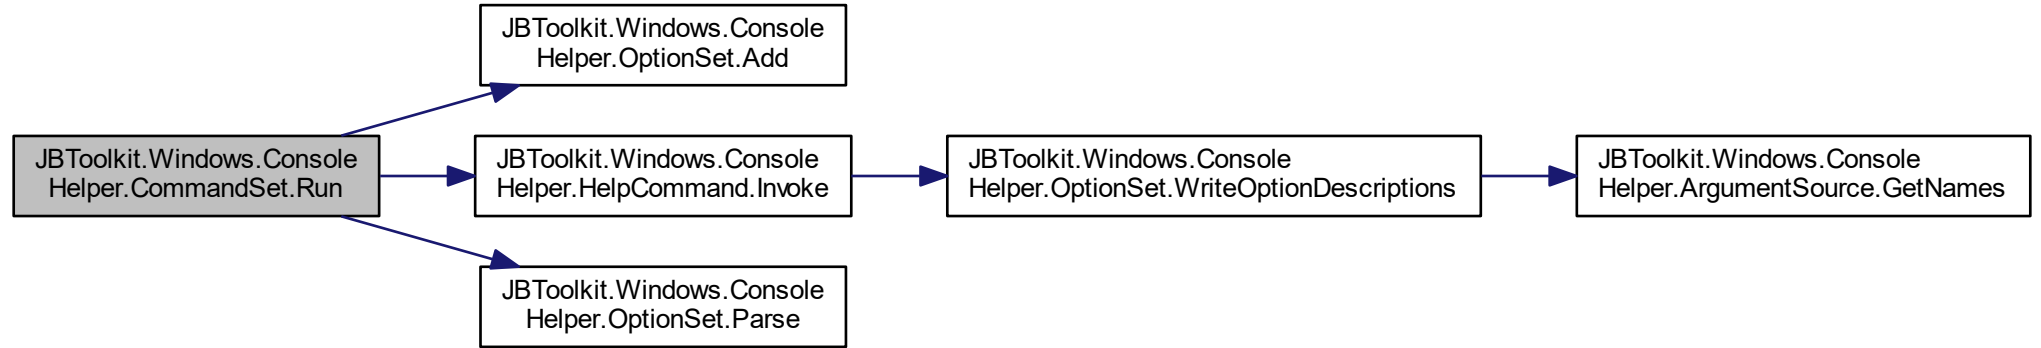 JBToolkit.Windows.Console
Helper.CommandSet.Run
JBToolkit.Windows.Console
Helper.OptionSet.Add
JBToolkit.Windows.Console
Helper.HelpCommand.Invoke
JBToolkit.Windows.Console
Helper.OptionSet.WriteOptionDescriptions
JBToolkit.Windows.Console
Helper.ArgumentSource.GetNames
JBToolkit.Windows.Console
Helper.OptionSet.Parse